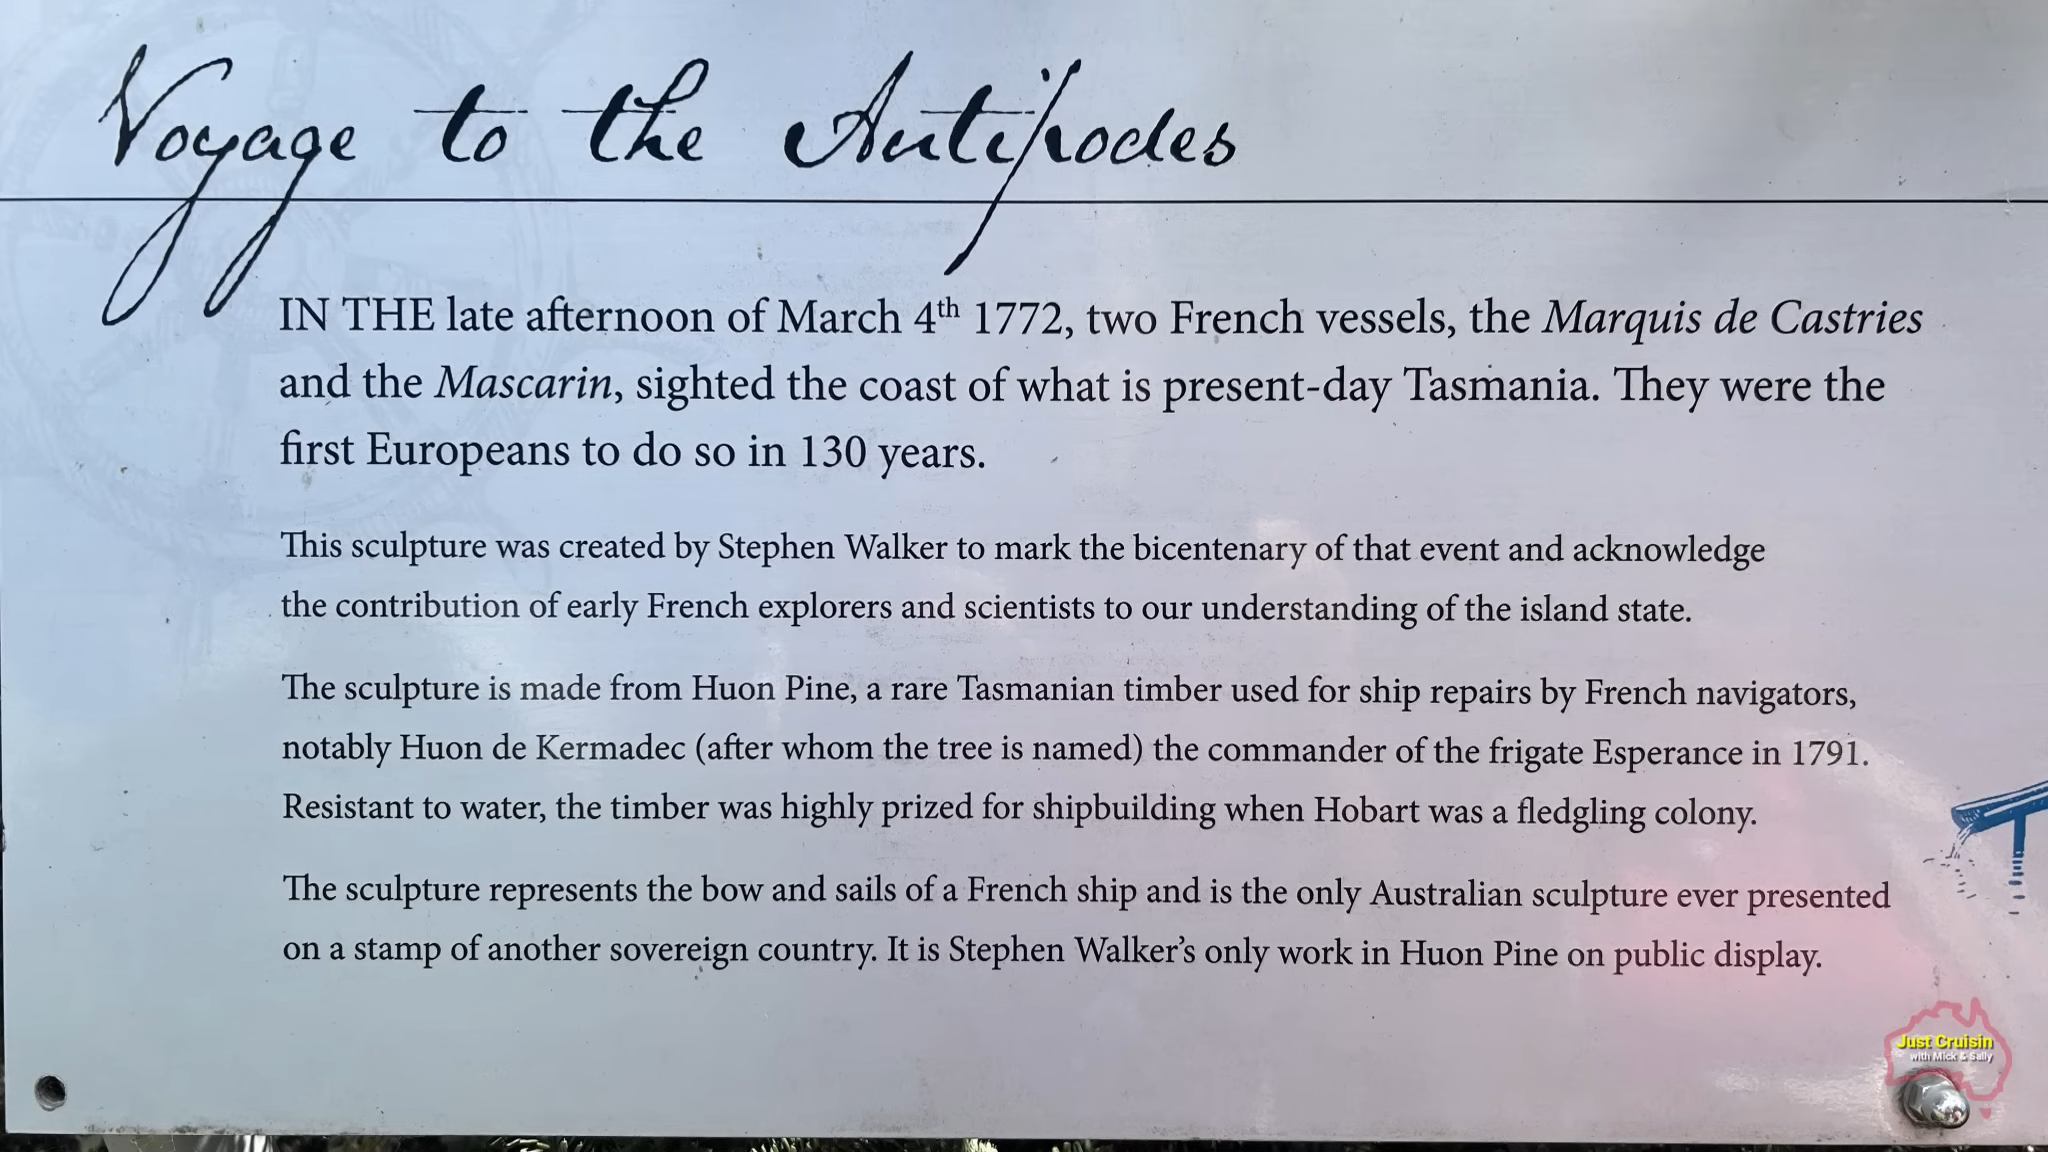 Voyage to the Antipodes
IN THE late afternoon of March 4th 1772, two French vessels, the Marquis de Castries
and the Mascarin, sighted the coast of what is present-day Tasmania. They were the
first Europeans to do so in 130 years.
This sculpture was created by Stephen Walker to mark the bicentenary of that event and acknowledge
the contribution of early French explorers and scientists to our understanding of the island state.
The sculpture is made from Huon Pine, a rare Tasmanian timber used for ship repairs by French navigators,
notably Huon de Kermadec (after whom the tree is named) the commander of the frigate Esperance in 1791.
Resistant to water, the timber was highly prized for shipbuilding when Hobart was a fledgling colony.
The sculpture represents the bow and sails of a French ship and is the only Australian sculpture ever presented
on a stamp of another sovereign country. It is Stephen Walker’s only work in Huon Pine on public display.
Just Cruisin
with Mick & Sally